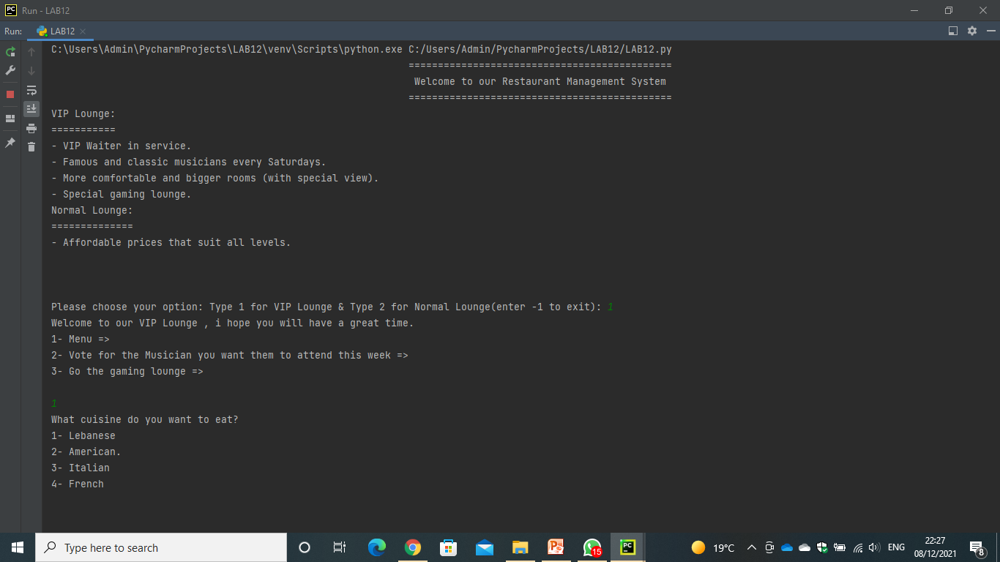 Run - LAB12
Run: LAB12
C:\Users\Admin\PycharmProjects\LAB12\venv\Scripts\python.exe C:/Users/Admin/PycharmProjects/LAB12/LAB12.py
=============================================
Welcome to our Restaurant Management System
=============================================
VIP Lounge:
===========
- VIP Waiter in service.
- Famous and classic musicians every Saturdays.
- More comfortable and bigger rooms (with special view).
- Special gaming lounge.
Normal Lounge:
==============
- Affordable prices that suit all levels.
Please choose your option: Type 1 for VIP Lounge & Type 2 for Normal Lounge(enter -1 to exit): 1
Welcome to our VIP Lounge , i hope you will have a great time.
1- Menu =>
2- Vote for the Musician you want them to attend this week =>
3- Go the gaming lounge =>
1
What cuisine do you want to eat?
1- Lebanese
2- American.
3- Italian
4- French
Type here to search
15
19°C
ENG
22:27
08/12/2021
8